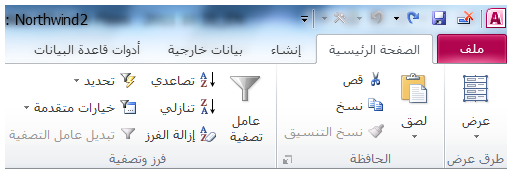 : Northwind2
ملف
الصفحة الرئيسية
إنشاء
بيانات خارجية
أدوات قاعدة البيانات
عرض
طرق عرض
لصق
قص
نسخ
نسخ التنسيق
الحافظة
عامل
تصفية
تصاعدي
تنازلي
إزالة الفرز
تحديد
خيارات متقدمة
تبديل عامل التصفية
فرز وتصفية